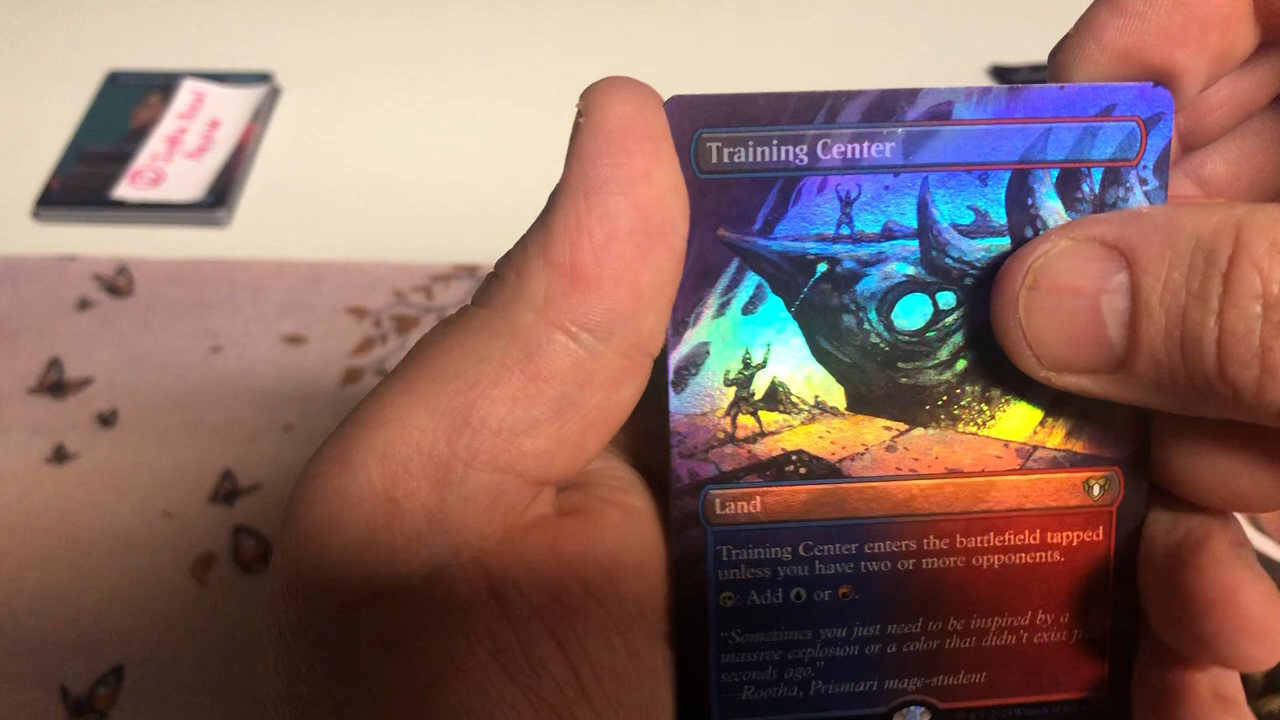 Training Center
Land
Training Center enters the battlefield tapped
unless you have two or more opponents.
: Add or .
"Sometimes you just need to be inspired by a
massive explosion or a color that didn't exist
seconds ago."
—Rootha, Prismari mage-student